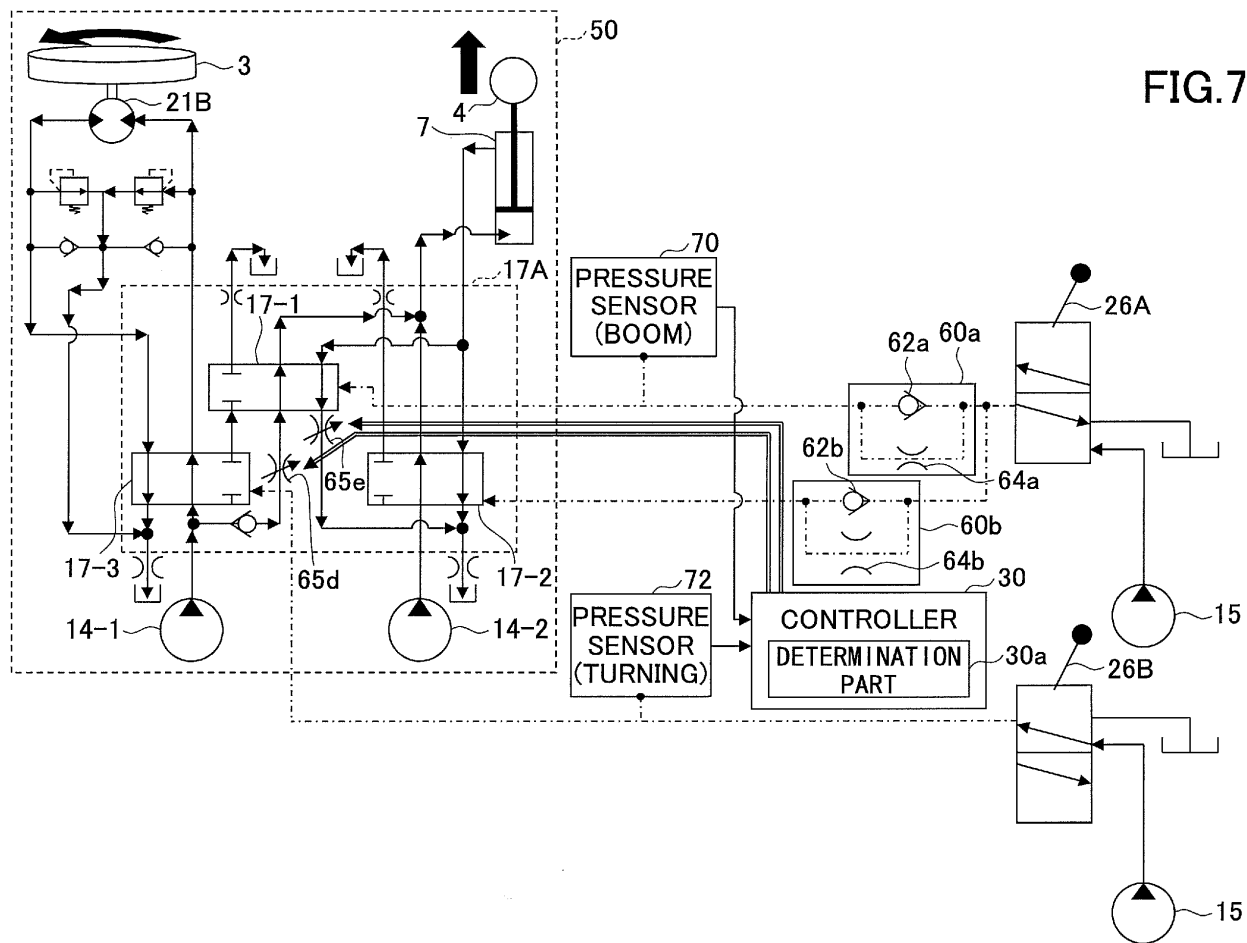 FIG.7
50
3
21B
4
7
17A
17-1
70
PRESSURE
SENSOR
(BOOM)
26A
62a
60a
64a
62b
60b
64b
65e
65d
17-3
17-2
14-1
14-2
72
PRESSURE
SENSOR
(TURNING)
30
CONTROLLER
30a
DETERMINATION
PART
15
26B
15